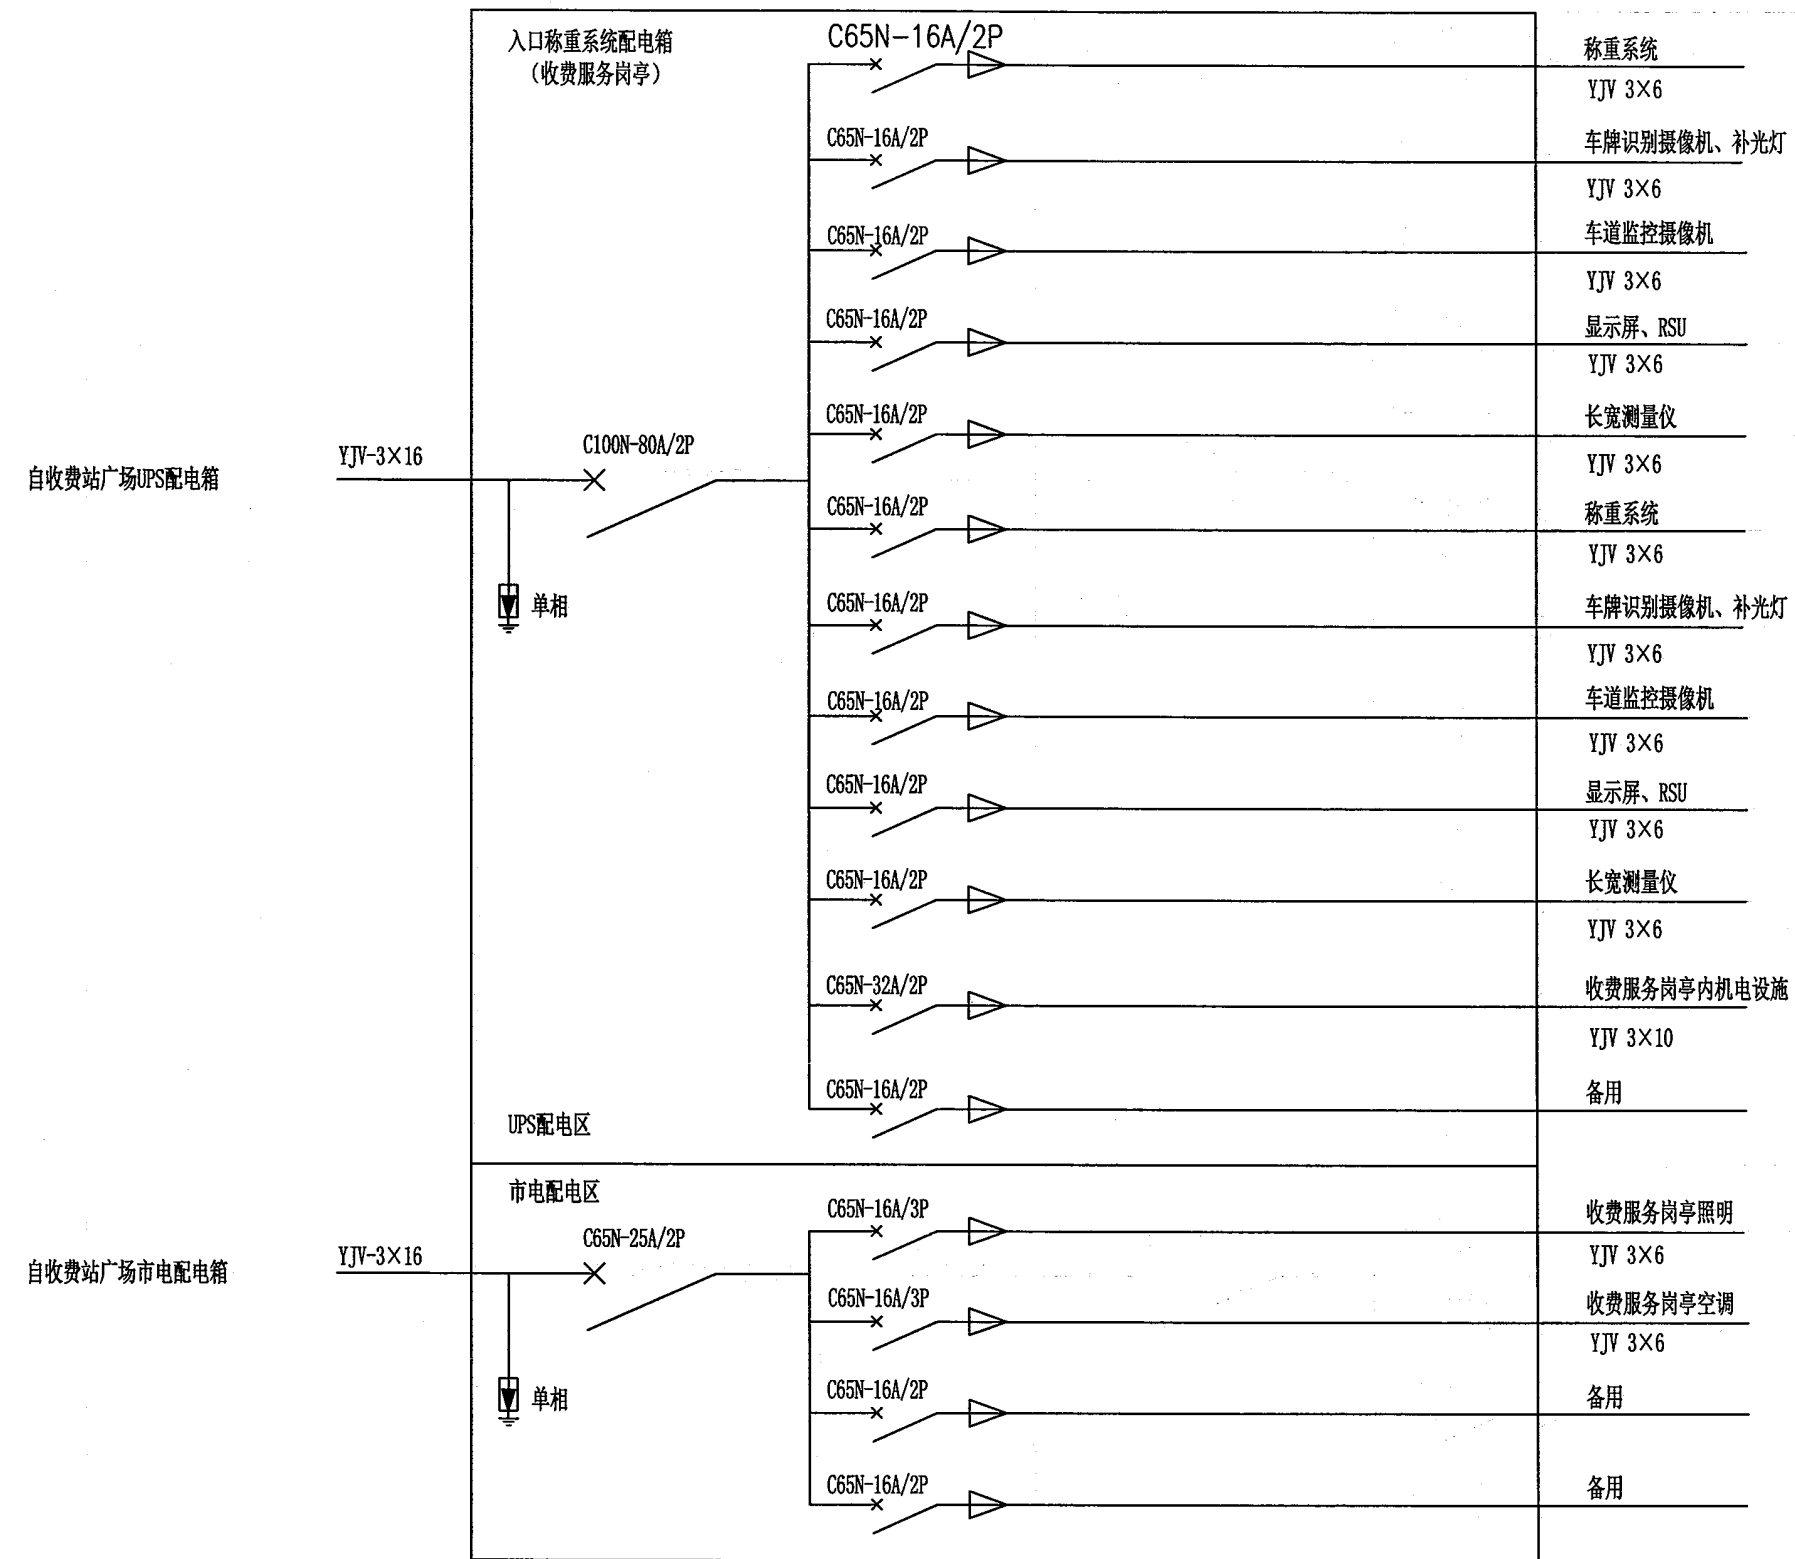 入口称重系统配电箱
(收费服务岗亭)
C65N-16A/2P
称重系统
YJV 3×6
C65N-16A/2P
车牌识别摄像机、补光灯
YJV 3×6
C65N-16A/2P
车道监控摄像机
YJV 3×6
C65N-16A/2P
显示屏、RSU
YJV 3×6
C65N-16A/2P
长宽测量仪
YJV 3×6
自收费站广场UPS配电箱
YJV-3×16
C100N-80A/2P
单相
C65N-16A/2P
称重系统
YJV 3×6
C65N-16A/2P
车牌识别摄像机、补光灯
YJV 3×6
C65N-16A/2P
车道监控摄像机
YJV 3×6
C65N-16A/2P
显示屏、RSU
YJV 3×6
C65N-16A/2P
长宽测量仪
YJV 3×6
C65N-32A/2P
收费服务岗亭内机电设施
YJV 3×10
C65N-16A/2P
备用
UPS配电区
市电配电区
自收费站广场市电配电箱
YJV-3×16
C65N-25A/2P
单相
C65N-16A/3P
收费服务岗亭照明
YJV 3×6
C65N-16A/3P
收费服务岗亭空调
YJV 3×6
C65N-16A/2P
备用
C65N-16A/2P
备用